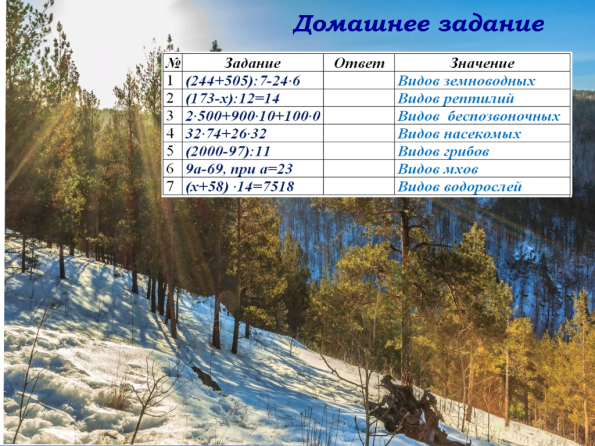 Домашнее задание
№ Задание Ответ Значение
1 (244+505):7-24·6 Видов земноводных
2 (173-х):12=14 Видов рептилий
3 2·500+900·10+100·0 Видов беспозвоночных
4 32·74+26·32 Видов насекомых
5 (2000-97):11 Видов грибов
6 9а-69, при а=23 Видов мхов
7 (х+58) ·14=7518 Видов водорослей